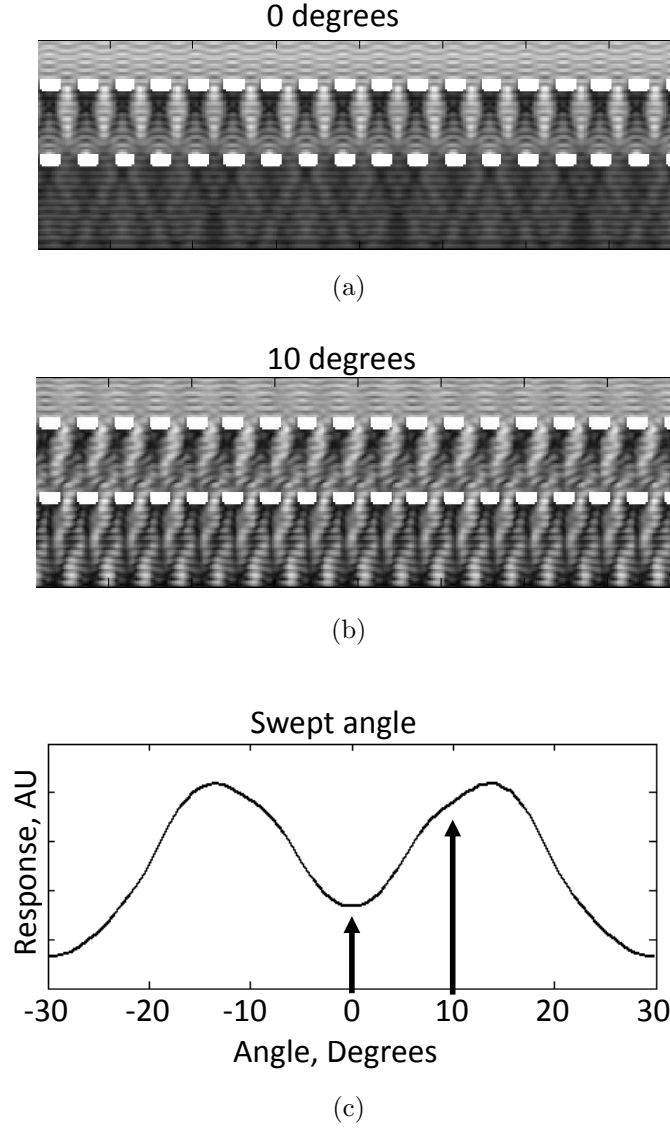 0 degrees
(a)
10 degrees
(b)
Swept angle
Response, AU
-30 -20 -10 0 10 20 30
Angle, Degrees
(c)